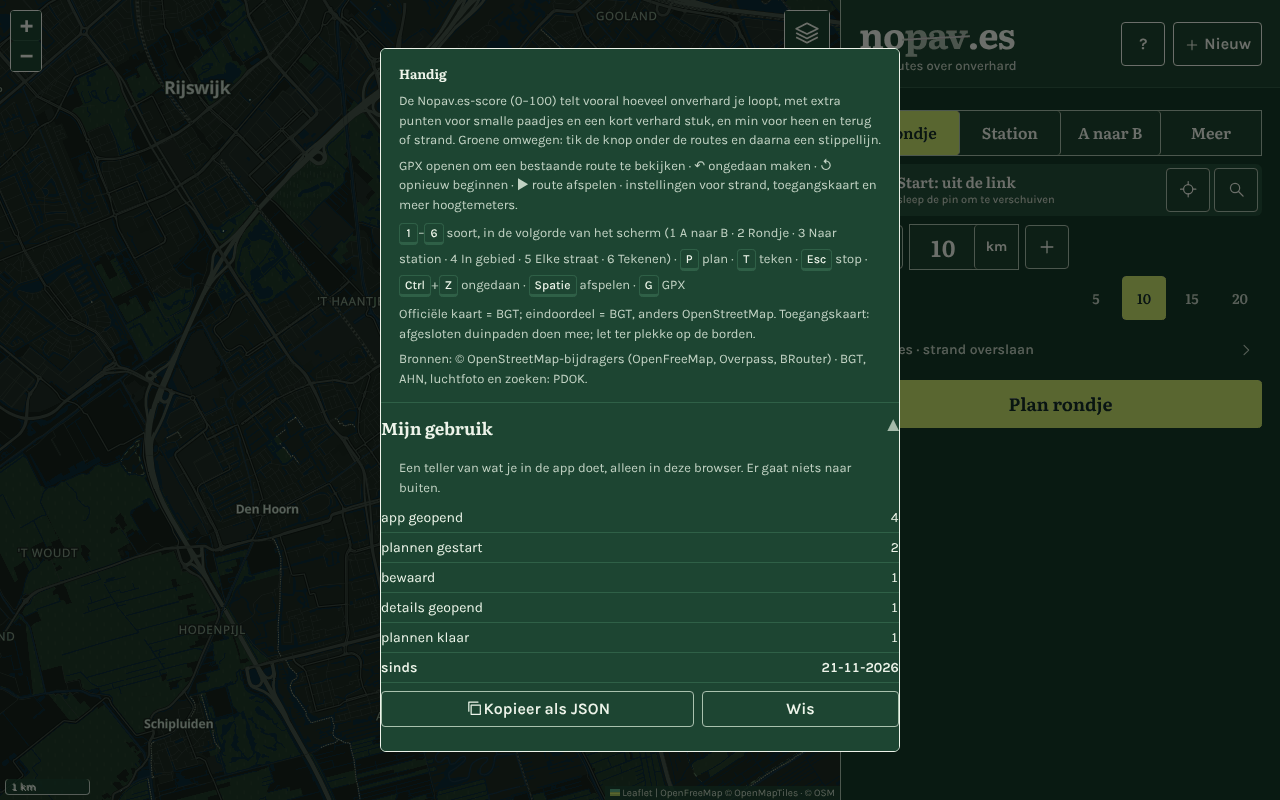 +
−
GOOLAND
Rijswijk
'T HAANTJ
Den Hoorn
'T WOUDT
HODENPIJL
ND
Schipluiden
1 km
Leaflet | OpenFreeMap © OpenMapTiles · © OSM
nopav.es
utes over onverhard
?
+ Nieuw
ondje
Station
A naar B
Meer
Start: uit de link
sleep de pin om te verschuiven
10 km +
5 10 15 20
es · strand overslaan
Plan rondje
Handig
De Nopav.es-score (0–100) telt vooral hoeveel onverhard je loopt, met extra
punten voor smalle paadjes en een kort verhard stuk, en min voor heen en terug
of strand. Groene omwegen: tik de knop onder de routes en daarna een stippellijn.
GPX openen om een bestaande route te bekijken · ↶ ongedaan maken · ↺
opnieuw beginnen · ▶ route afspelen · instellingen voor strand, toegangskaart en
meer hoogtemeters.
1–6 soort, in de volgorde van het scherm (1 A naar B · 2 Rondje · 3 Naar
station · 4 In gebied · 5 Elke straat · 6 Tekenen) · P plan · T teken · Esc stop ·
Ctrl+Z ongedaan · Spatie afspelen · G GPX
Officiële kaart = BGT; eindoordeel = BGT, anders OpenStreetMap. Toegangskaart:
afgesloten duinpaden doen mee; let ter plekke op de borden.
Bronnen: © OpenStreetMap-bijdragers (OpenFreeMap, Overpass, BRouter) · BGT,
AHN, luchtfoto en zoeken: PDOK.
Mijn gebruik ▲
Een teller van wat je in de app doet, alleen in deze browser. Er gaat niets naar
buiten.
app geopend 4
plannen gestart 2
bewaard 1
details geopend 1
plannen klaar 1
sinds 21-11-2026
Kopieer als JSON
Wis